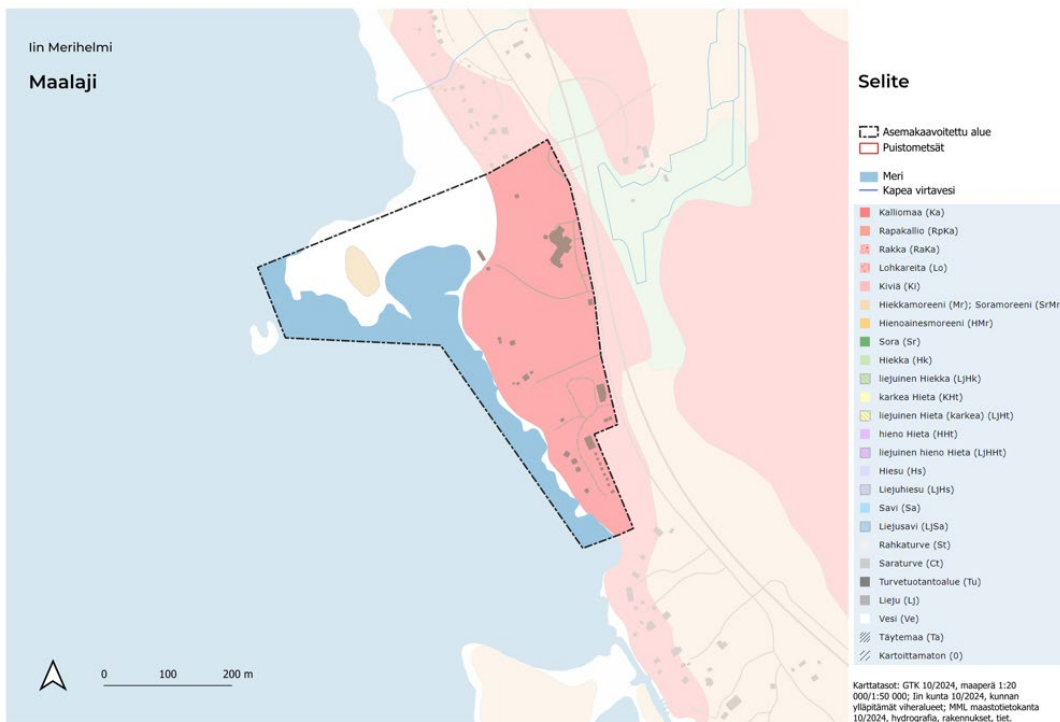 Iin Merihelmi
Maalaji
0 100 200 m
Selite
Asemakaavoitettu alue
Puistometsät
Meri
Kapea virtavesi
Kalliomaa (Ka)
Rapakallio (RpKa)
Rakka (RaKa)
Lohkareita (Lo)
Kiviä (Ki)
Hiekkamoreeni (Mr); Soramoreeni (SrMr
Hienoainesmoreeni (HMr)
Sora (Sr)
Hiekka (Hk)
liejuinen Hiekka (LjHk)
karkea Hieta (KHt)
liejuinen Hieta (karkea) (LjHt)
hieno Hieta (HHt)
liejuinen hieno Hieta (LjHHt)
Hiesu (Hs)
Liejuhiesu (LjHs)
Savi (Sa)
Liejusavi (LjSa)
Rahkaturve (St)
Saraturve (Ct)
Turvetuotantoalue (Tu)
Lieju (Lj)
Vesi (Ve)
Täytemaa (Ta)
Kartoittamaton (0)
Karttatasot: GTK 10/2024, maaperä 1:20
000/1:50 000; Iin kunta 10/2024, kunnan
ylläpitämät viheralueet; MML maastotietokanta
10/2024, hydrografia, rakennukset, tiet.